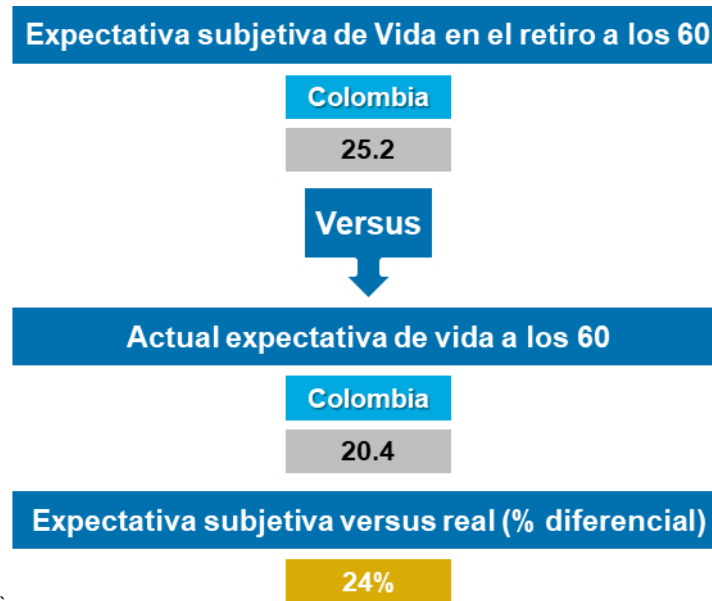 Expectativa subjetiva de Vida en el retiro a los 60
Colombia
25.2
Versus
Actual expectativa de vida a los 60
Colombia
20.4
Expectativa subjetiva versus real (% diferencial)
24%